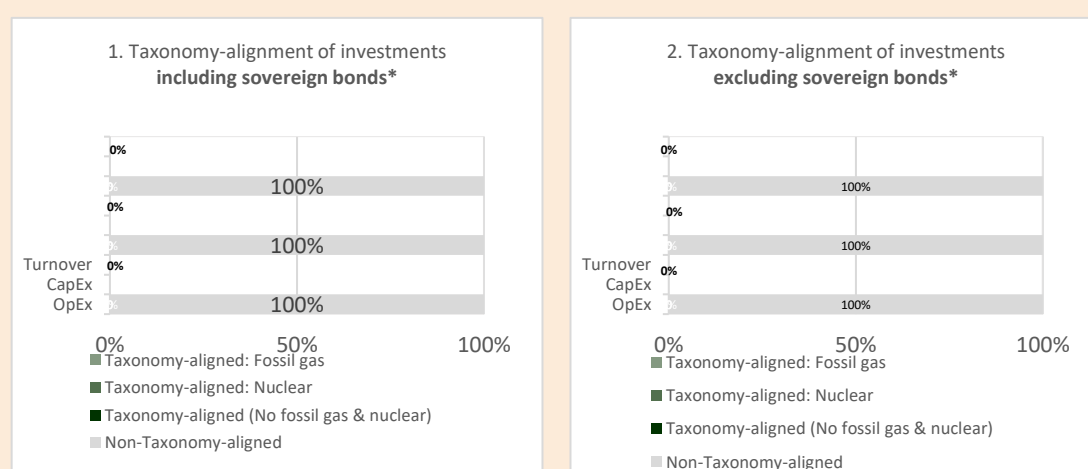 1. Taxonomy-alignment of investments
including sovereign bonds*
0%
100%
0%
100%
Turnover
0%
CapEx
OpEx
100%
0%
50%
100%
Taxonomy-aligned: Fossil gas
Taxonomy-aligned: Nuclear
Taxonomy-aligned (No fossil gas & nuclear)
Non-Taxonomy-aligned
2. Taxonomy-alignment of investments
excluding sovereign bonds*
0%
100%
0%
100%
Turnover
0%
CapEx
OpEx
100%
0%
50%
100%
Taxonomy-aligned: Fossil gas
Taxonomy-aligned: Nuclear
Taxonomy-aligned (No fossil gas & nuclear)
Non-Taxonomy-aligned